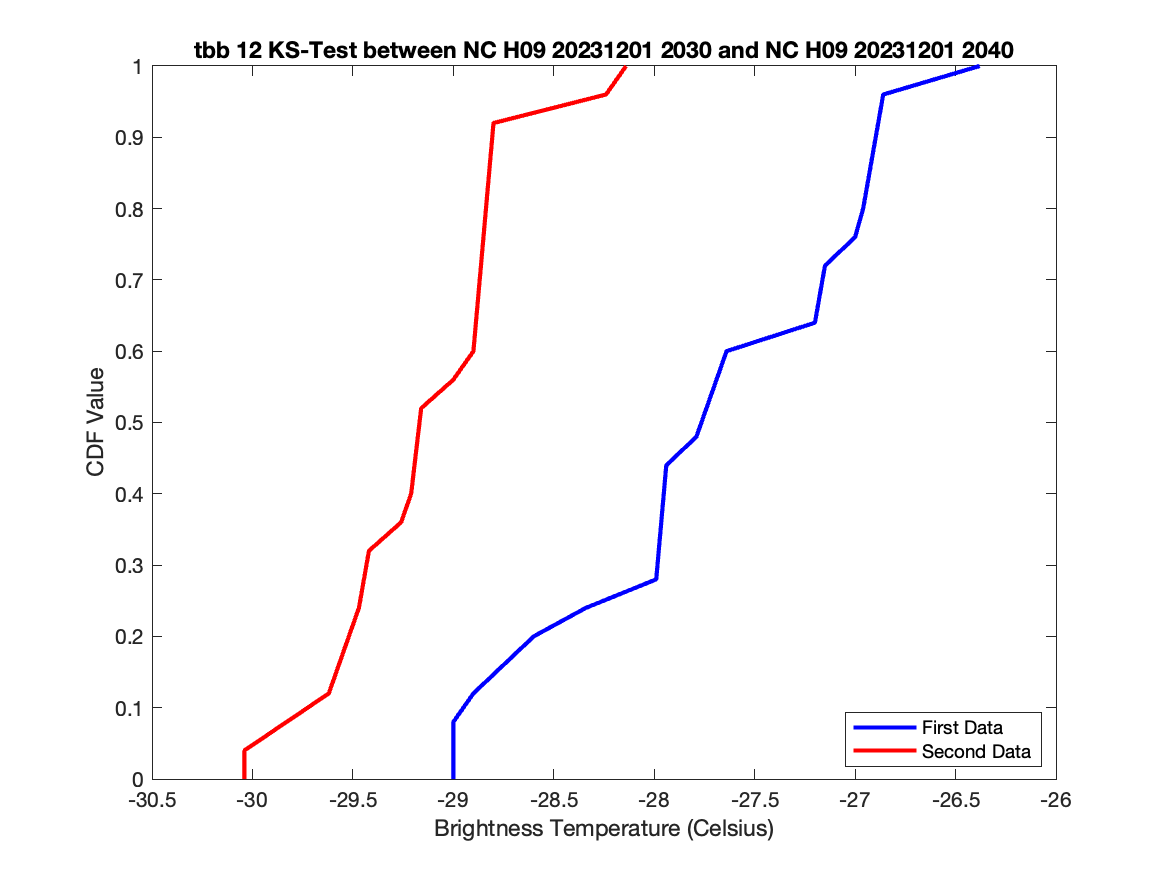 tbb 12 KS-Test between NC H09 20231201 2030 and NC H09 20231201 2040
1
0.9
0.8
0.7
0.6
0.5
0.4
0.3
0.2
0.1
0
CDF Value
First Data
Second Data
-30.5 -30 -29.5 -29 -28.5 -28 -27.5 -27 -26.5 -26
Brightness Temperature (Celsius)